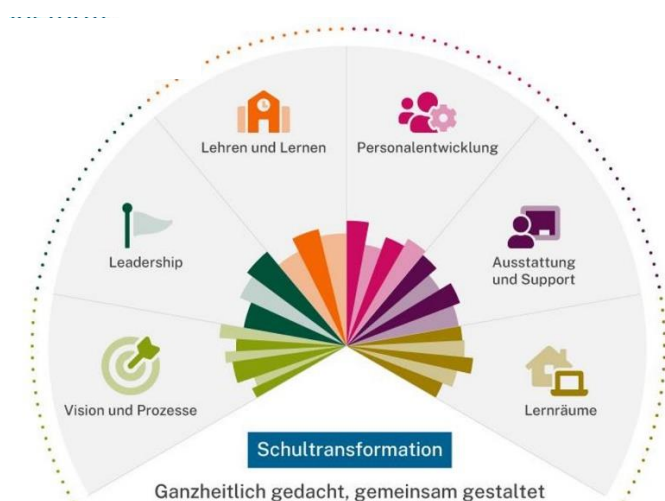 Lehren und Lernen
Personalentwicklung
Leadership
Ausstattung
und Support
Vision und Prozesse
Lernräume
Schultransformation
Ganzheitlich gedacht, gemeinsam gestaltet